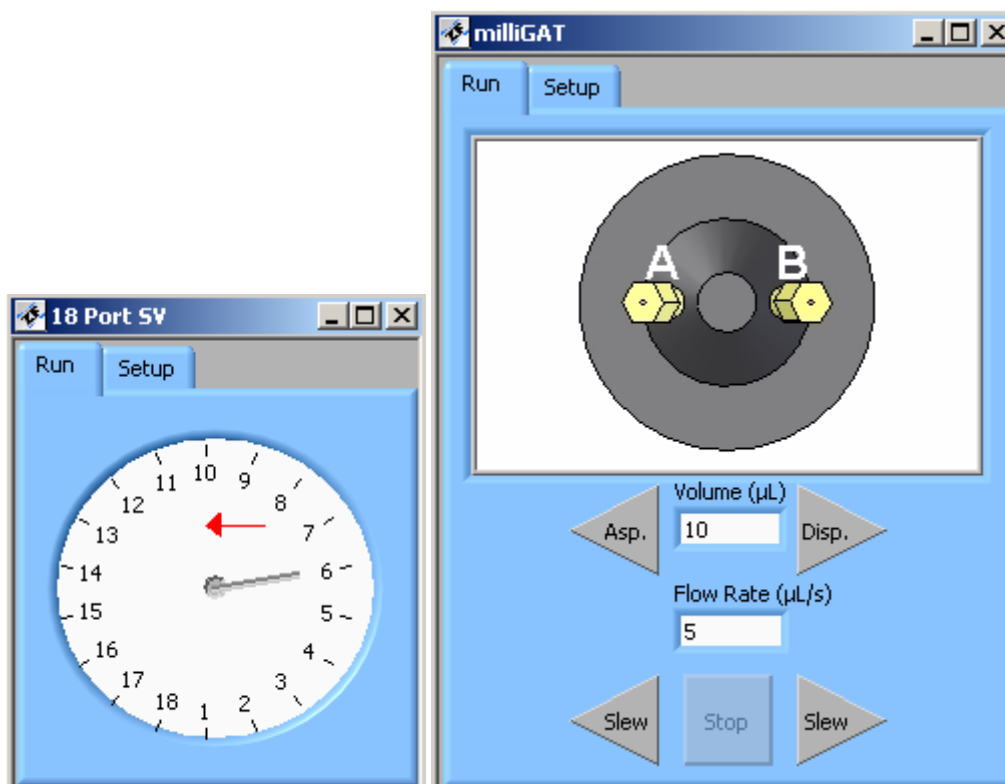 milliGAT
Run Setup
A B
Volume (µL)
Asp. 10 Disp.
Flow Rate (µL/s)
5
Slew Stop Slew
18 Port SV
Run Setup
10
11 9
12 8
13 7
14 6
15 5
16 4
17 3
18 2
1